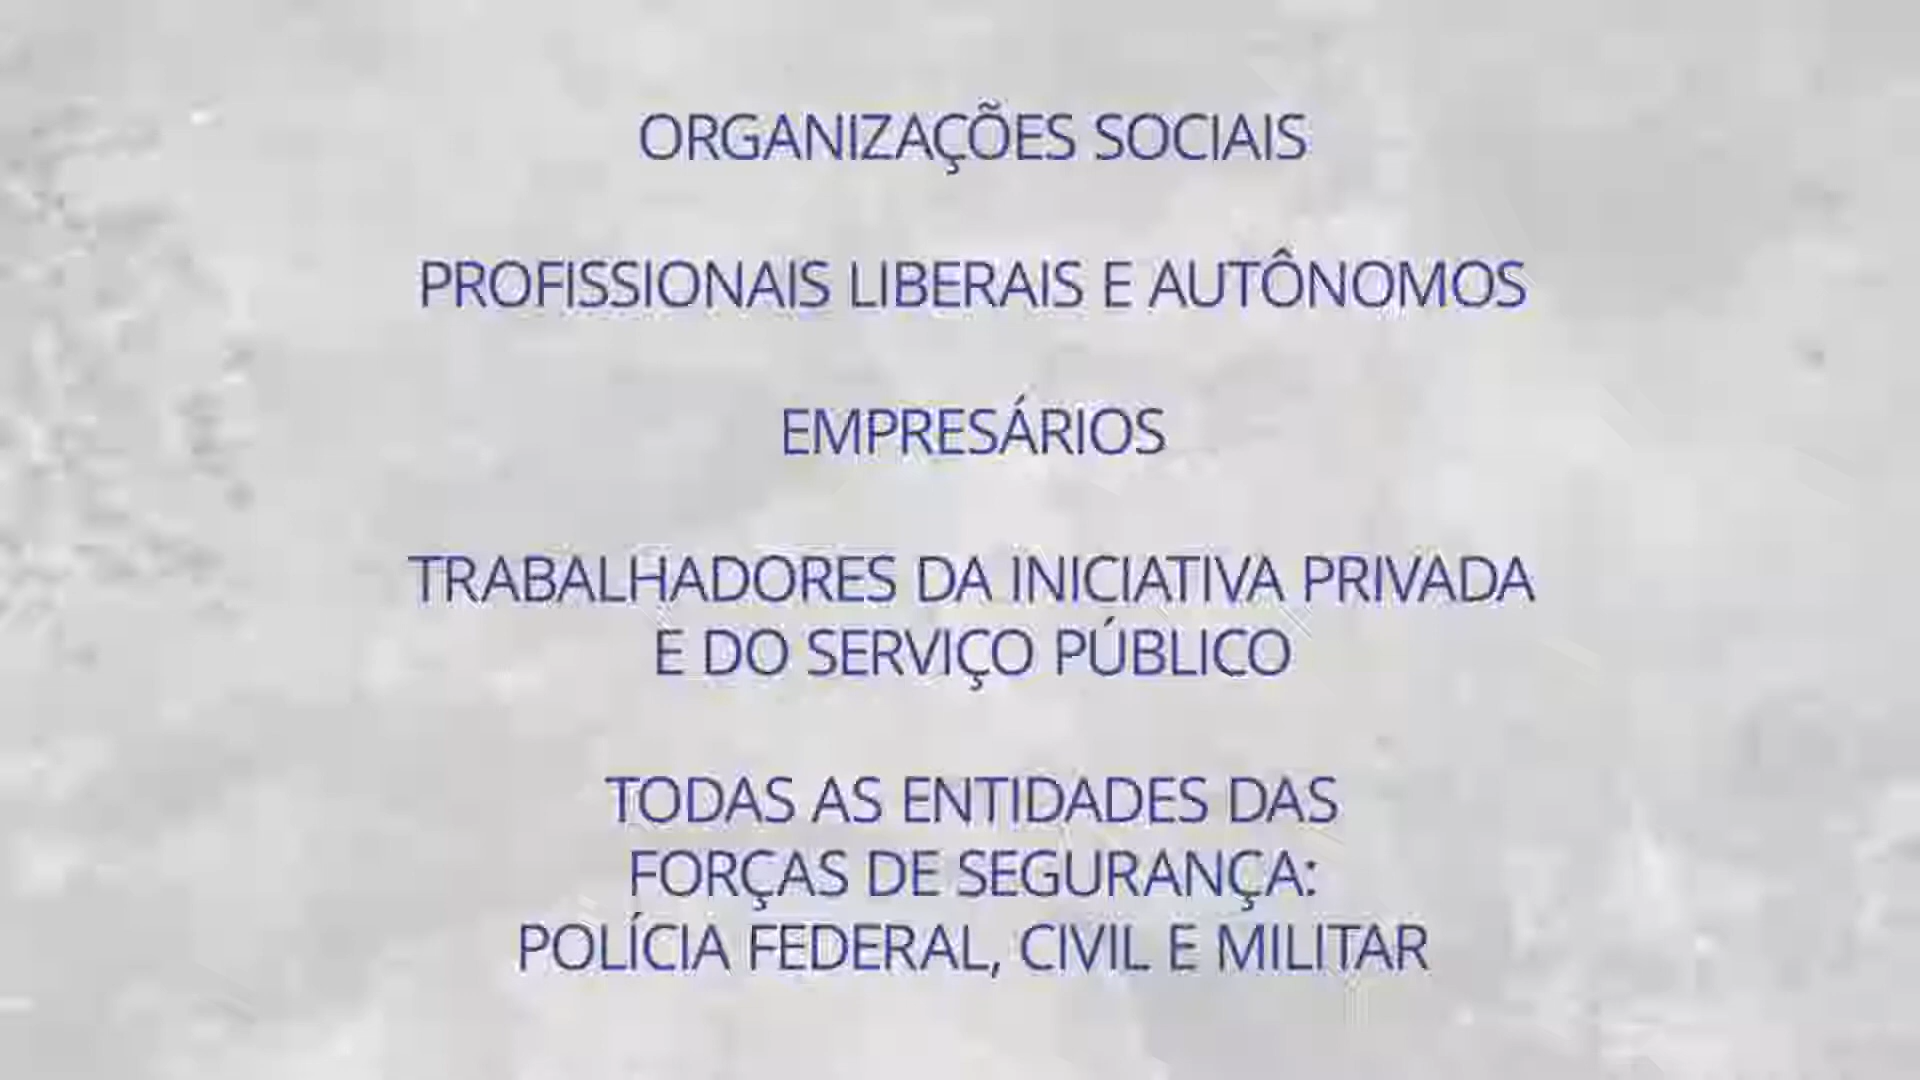 ORGANIZAÇÕES SOCIAIS
PROFISSIONAIS LIBERAIS E AUTÔNOMOS
EMPRESÁRIOS
TRABALHADORES DA INICIATIVA PRIVADA
E DO SERVIÇO PÚBLICO
TODAS AS ENTIDADES DAS
FORÇAS DE SEGURANÇA:
POLÍCIA FEDERAL, CIVIL E MILITAR